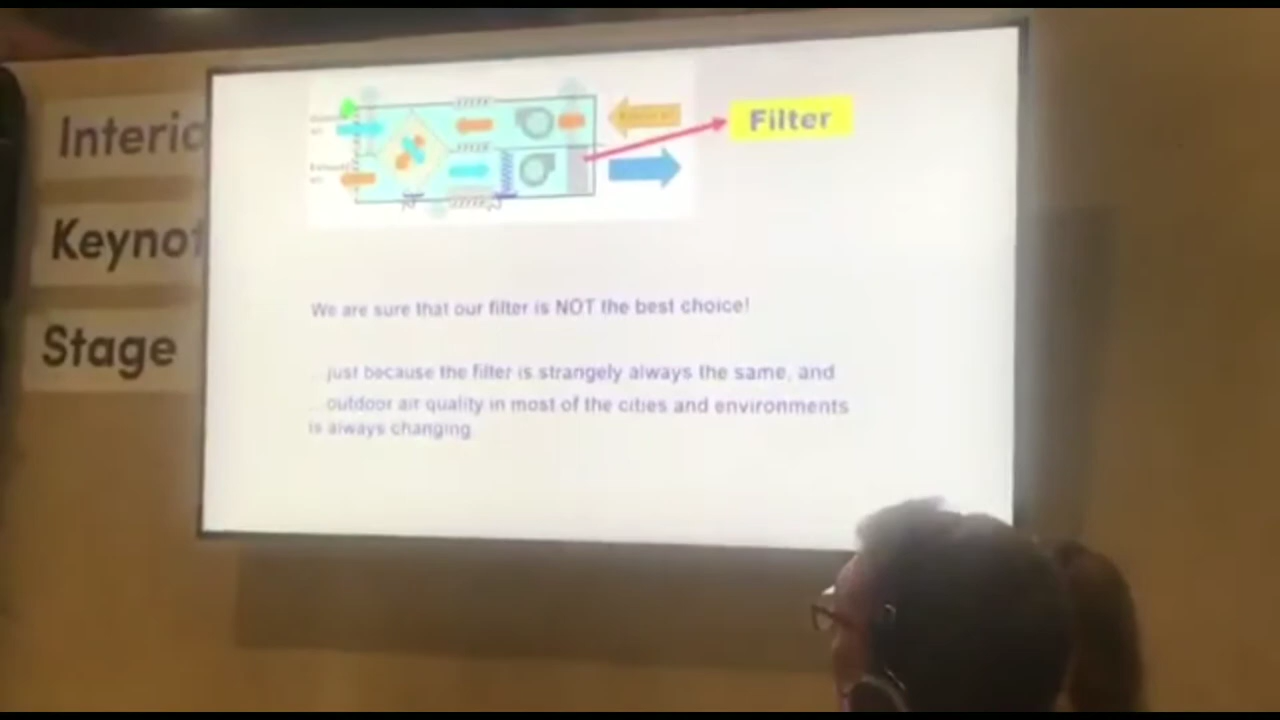 Interio
Keynot
Stage
Filter
We are sure that our filter is NOT the best choice!
... just because the filter is strangely always the same, and
... outdoor air quality in most of the cities and environments
is always changing